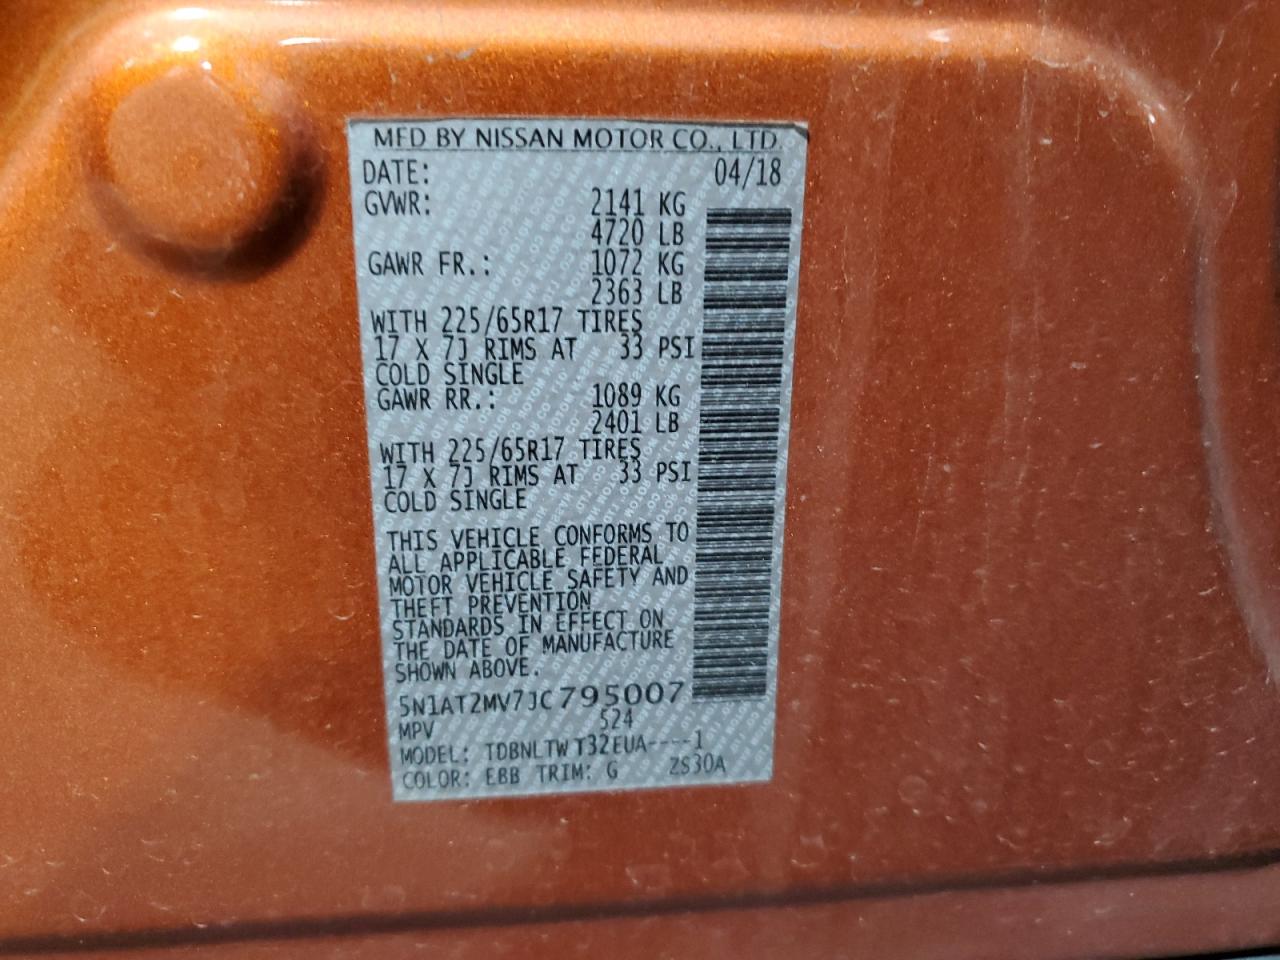 MFD BY NISSAN MOTOR CO., LTD.
DATE: 04/18
GVWR: 2141 KG
4720 LB
GAWR FR.: 1072 KG
2363 LB
WITH 225/65R17 TIRES
17 X 7J RIMS AT 33 PSI
COLD SINGLE
GAWR RR.: 1089 KG
2401 LB
WITH 225/65R17 TIRES
17 X 7J RIMS AT 33 PSI
COLD SINGLE
THIS VEHICLE CONFORMS TO
ALL APPLICABLE FEDERAL
MOTOR VEHICLE SAFETY AND
THEFT PREVENTION
STANDARDS IN EFFECT ON
THE DATE OF MANUFACTURE
SHOWN ABOVE.
5N1AT2MV7JC795007
MPV 524
MODEL: TDBNLTW T32EUA----1
COLOR: EBB TRIM: G ZS30A